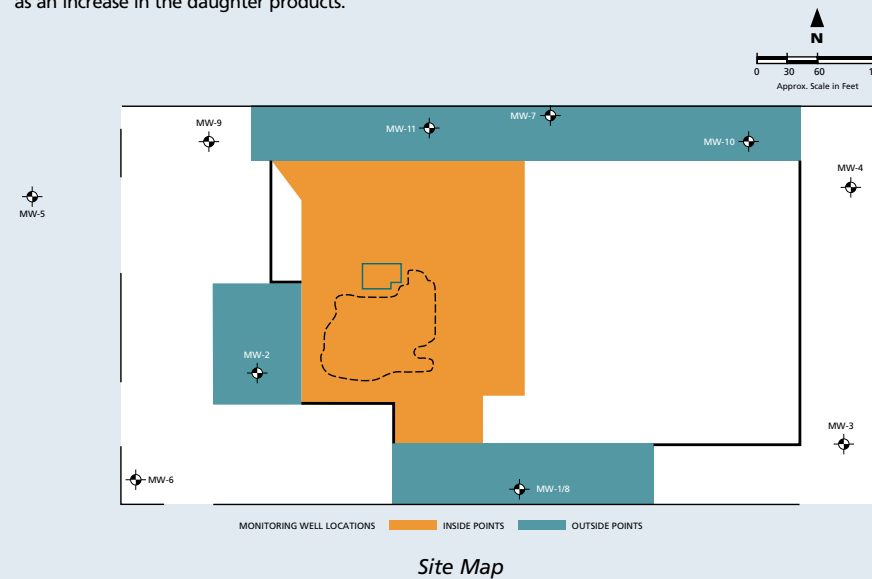 as an increase in the daughter products.
N
0 30 60
Approx. Scale in Feet
MW-9
MW-11
MW-7
MW-10
MW-4
MW-5
MW-2
MW-3
MW-6
MW-1/8
MONITORING WELL LOCATIONS INSIDE POINTS OUTSIDE POINTS
Site Map